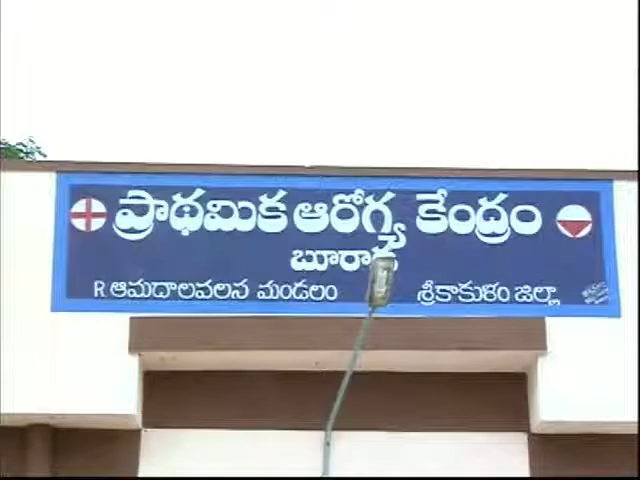 ప్రాథమిక ఆరోగ్య కేంద్రం
R ఆమదాలవలస మండలం శ్రీకాకుళం జిల్లా